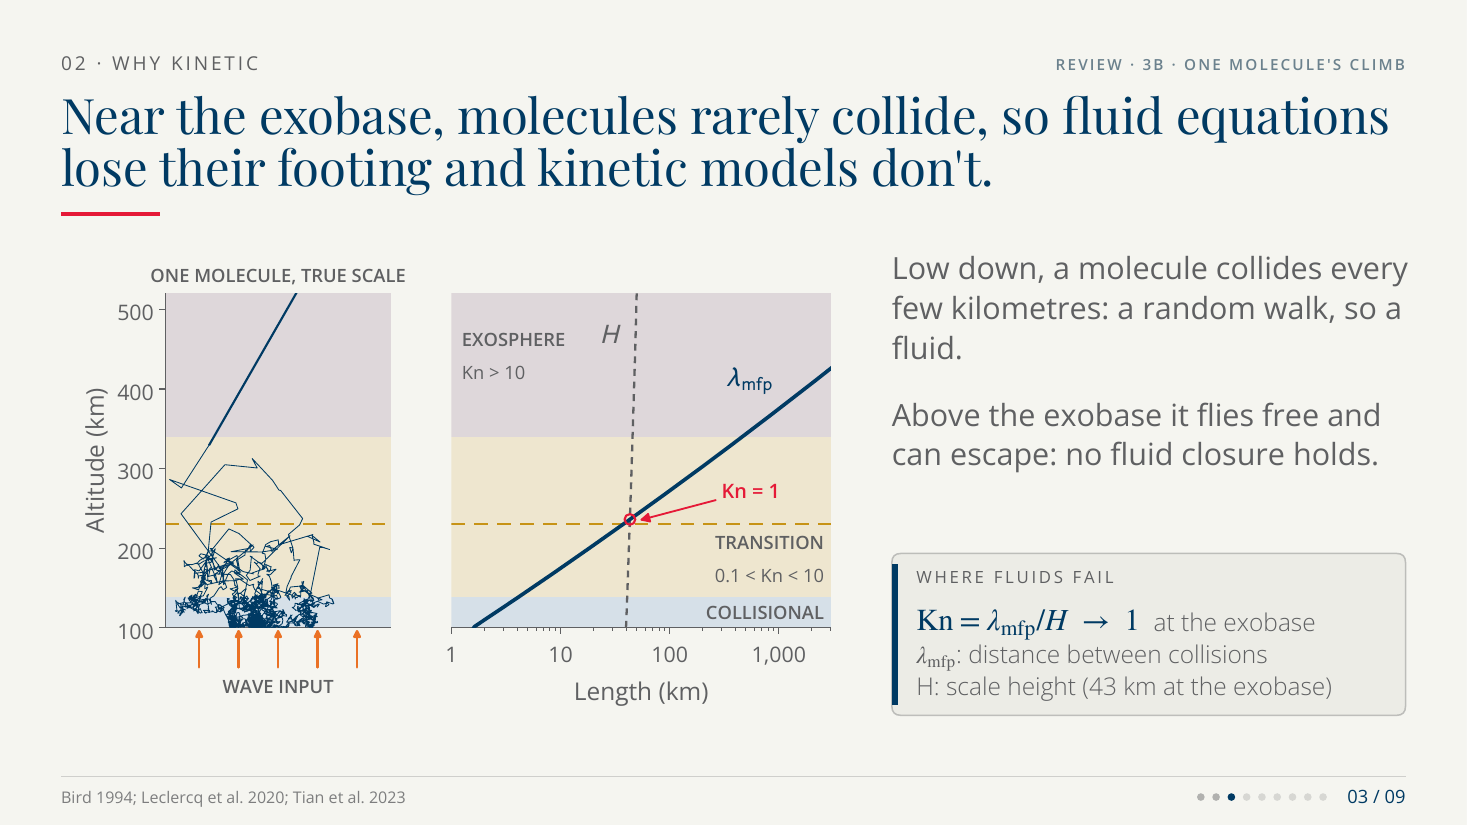 02 · WHY KINETIC
REVIEW · 3B · ONE MOLECULE'S CLIMB
Near the exobase, molecules rarely collide, so fluid equations
lose their footing and kinetic models don't.
ONE MOLECULE, TRUE SCALE
Altitude (km)
500
400
300
200
100
WAVE INPUT
EXOSPHERE
Kn > 10
H
λmfp
Kn = 1
TRANSITION
0.1 < Kn < 10
COLLISIONAL
1 10 100 1,000
Length (km)
Low down, a molecule collides every
few kilometres: a random walk, so a
fluid.
Above the exobase it flies free and
can escape: no fluid closure holds.
WHERE FLUIDS FAIL
Kn = λmfp/H → 1 at the exobase
λmfp: distance between collisions
H: scale height (43 km at the exobase)
Bird 1994; Leclercq et al. 2020; Tian et al. 2023
03 / 09